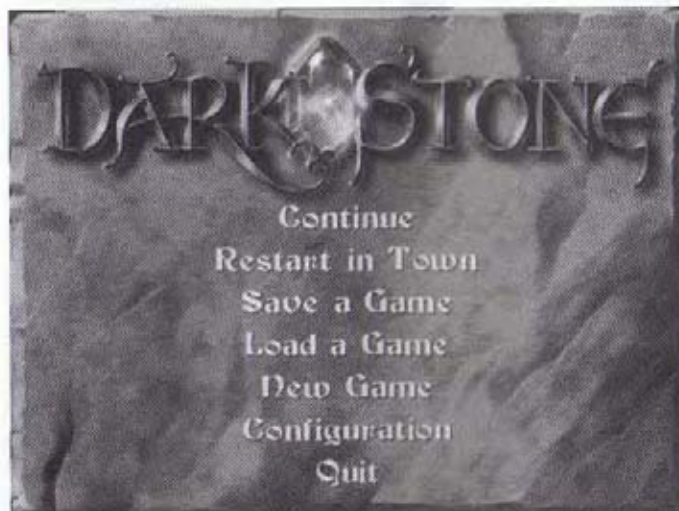 DARKSTONE
Continue
Restart in Town
Save a Game
Load a Game
New Game
Configuration
Quit